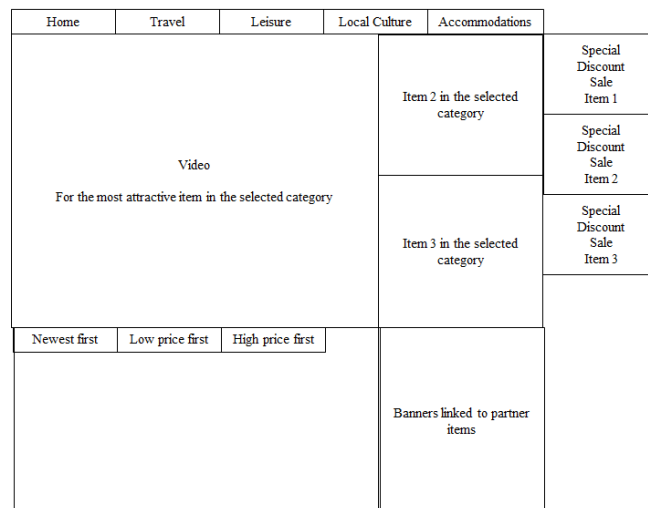 Home
Travel
Leisure
Local Culture
Accommodations
Video
For the most attractive item in the selected category
Item 2 in the selected
category
Item 3 in the selected
category
Special
Discount
Sale
Item 1
Special
Discount
Sale
Item 2
Special
Discount
Sale
Item 3
Newest first
Low price first
High price first
Banners linked to partner
items